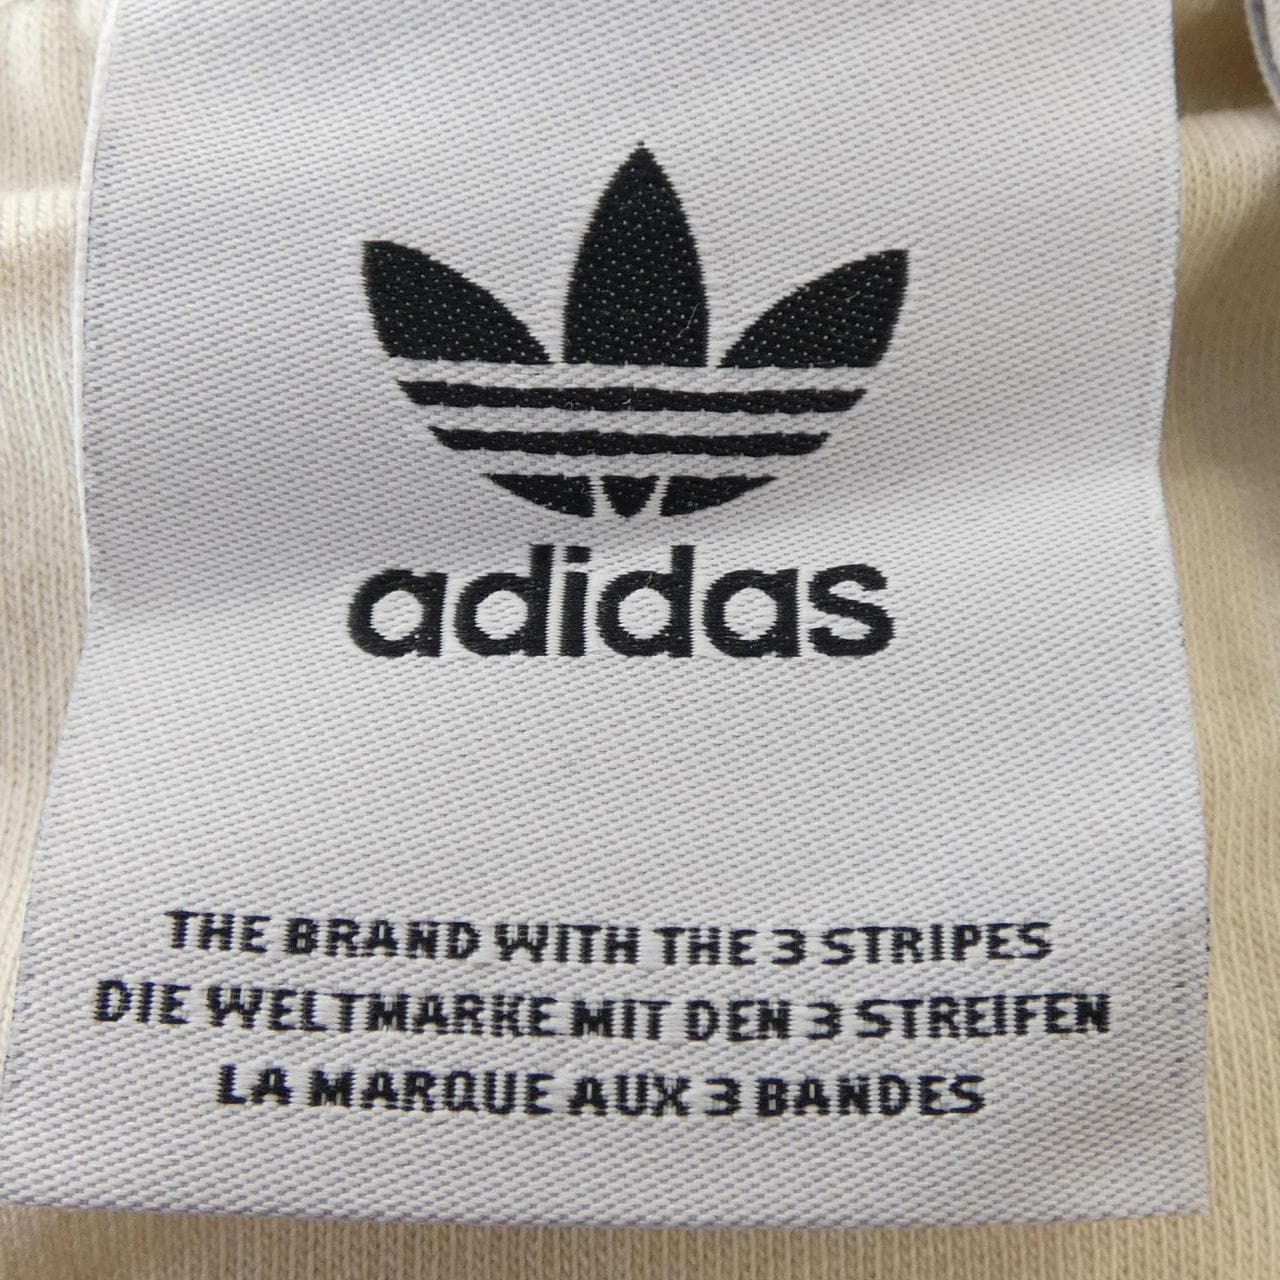 adidas
THE BRAND WITH THE 3 STRIPES
DIE WELTMARKE MIT DEN 3 STREIFEN
LA MARQUE AUX 3 BANDES